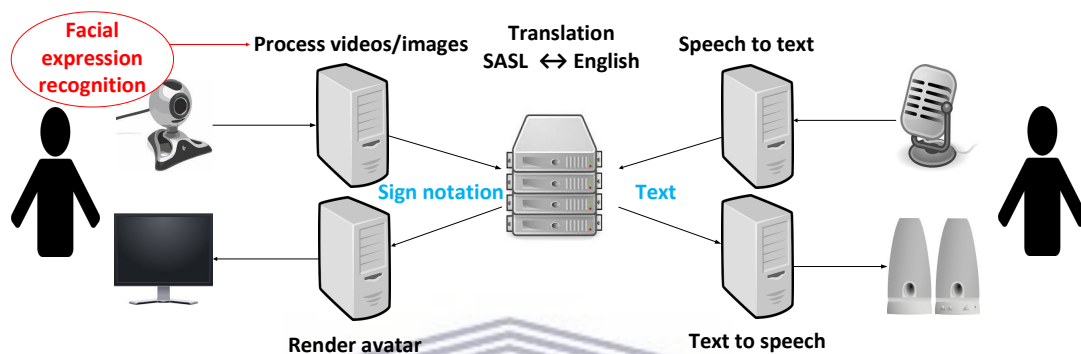 Facial
expression
recognition
Process videos/images
Translation
SASL ↔ English
Speech to text
Sign notation
Text
Render avatar
Text to speech